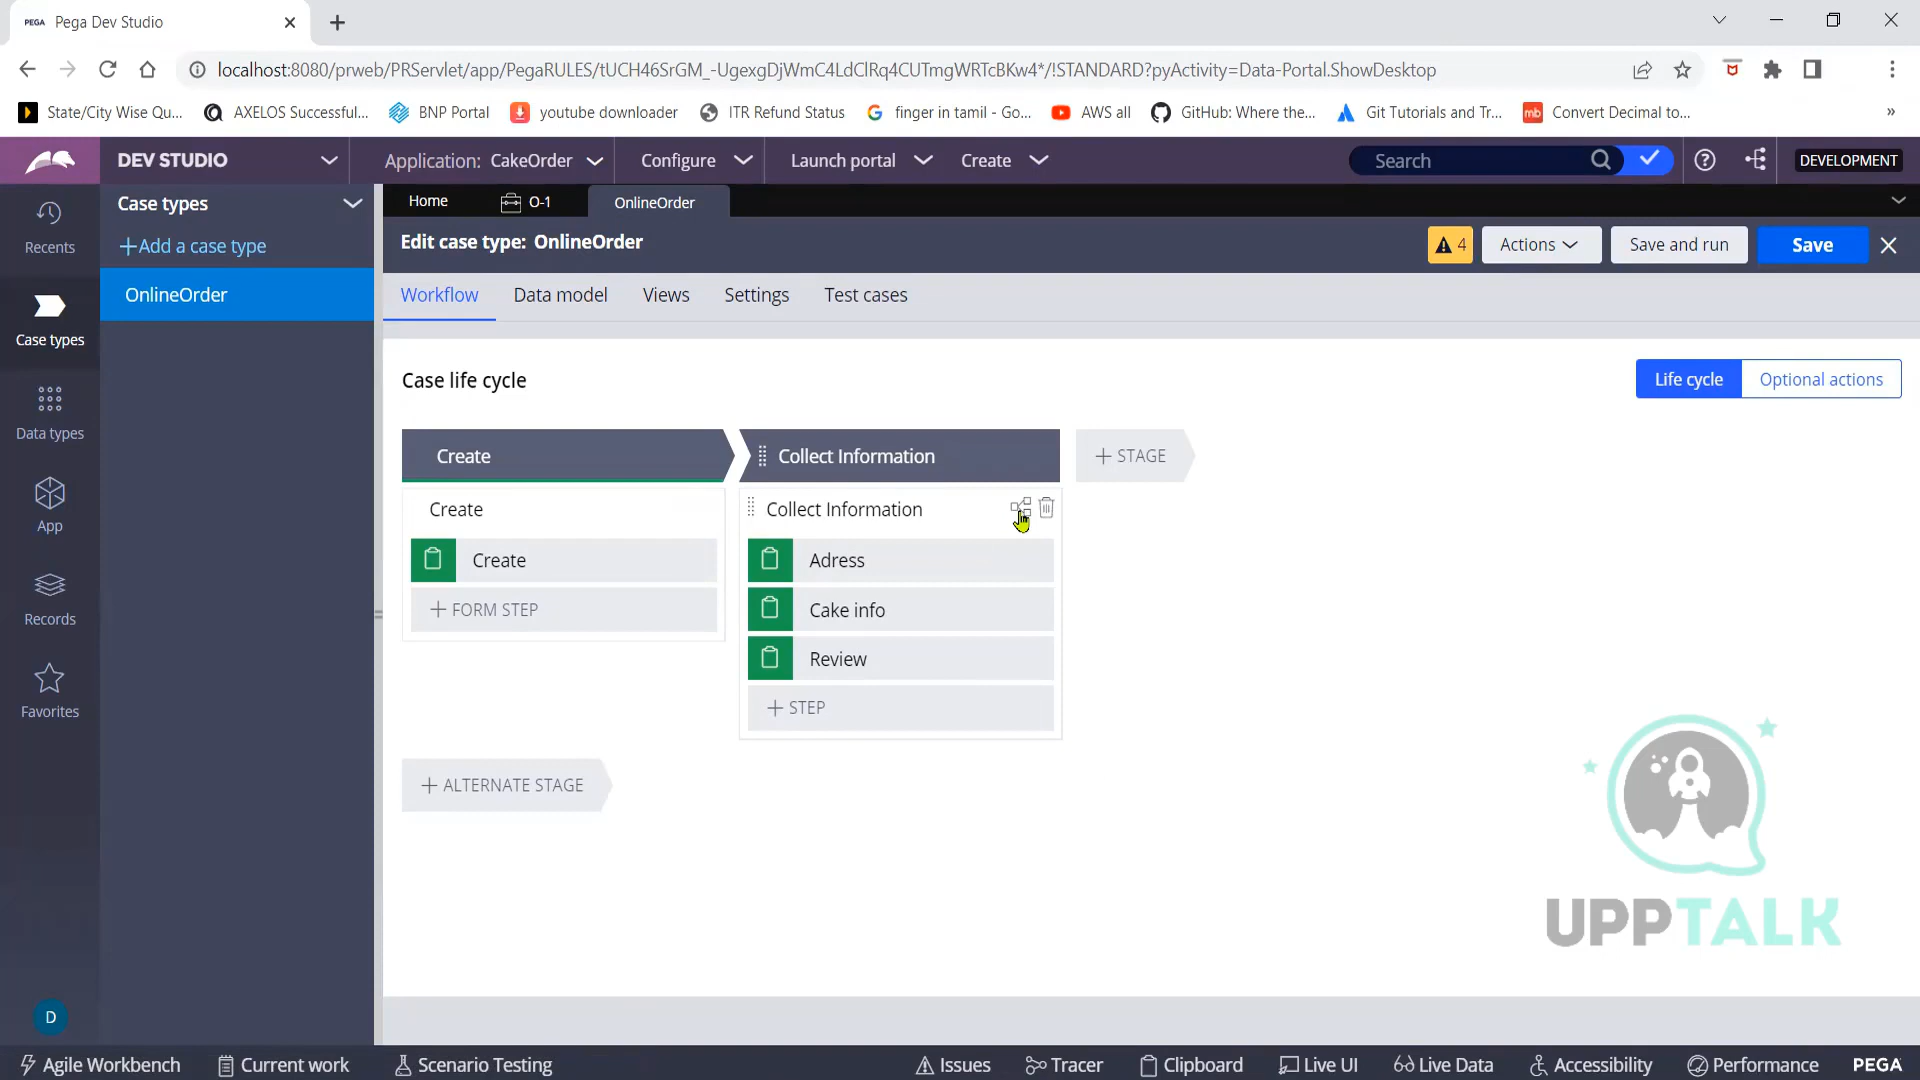 PEGA Pega Dev Studio
localhost:8080/prweb/PRServlet/app/PegaRULES/tUCH46SrGM_-UgexgDjWmC4LdClRq4CUTmgWRTcBKw4*/!STANDARD?pyActivity=Data-Portal.ShowDesktop
State/City Wise Qu... AXELOS Successful... BNP Portal youtube downloader ITR Refund Status finger in tamil - Go... AWS all GitHub: Where the... Git Tutorials and Tr... mb Convert Decimal to... »
DEV STUDIO Application: CakeOrder Configure Launch portal Create Search DEVELOPMENT
Case types Home O-1 OnlineOrder
Recents + Add a case type Edit case type: OnlineOrder 4 Actions Save and run Save
OnlineOrder Workflow Data model Views Settings Test cases
Case types
Case life cycle Life cycle Optional actions
Data types
Create Collect Information + STAGE
Create Collect Information
App
Create Adress
Records + FORM STEP Cake info
Review
Favorites + STEP
+ ALTERNATE STAGE
UPPTALK
D
Agile Workbench Current work Scenario Testing Issues Tracer Clipboard Live UI Live Data Accessibility Performance PEGA